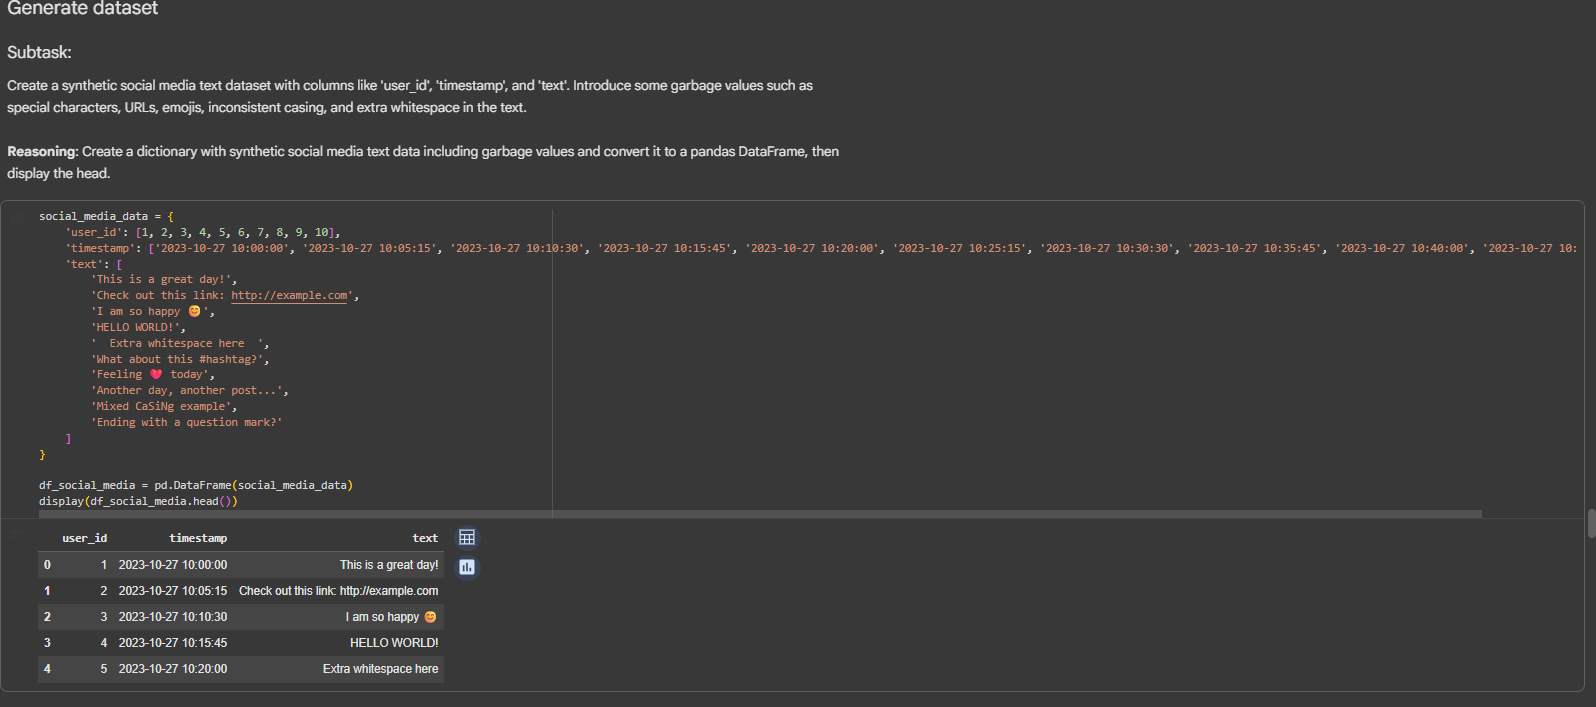 Generate dataset
Subtask:
Create a synthetic social media text dataset with columns like 'user_id', 'timestamp', and 'text'. Introduce some garbage values such as
special characters, URLs, emojis, inconsistent casing, and extra whitespace in the text.
Reasoning: Create a dictionary with synthetic social media text data including garbage values and convert it to a pandas DataFrame, then
display the head.
social_media_data = {
    'user_id': [1, 2, 3, 4, 5, 6, 7, 8, 9, 10],
    'timestamp': ['2023-10-27 10:00:00', '2023-10-27 10:05:15', '2023-10-27 10:10:30', '2023-10-27 10:15:45', '2023-10-27 10:20:00', '2023-10-27 10:25:15', '2023-10-27 10:30:30', '2023-10-27 10:35:45', '2023-10-27 10:40:00', '2023-10-27 10:
    'text': [
        'This is a great day!',
        'Check out this link: http://example.com',
        'I am so happy 😊',
        'HELLO WORLD!',
        '  Extra whitespace here  ',
        'What about this #hashtag?',
        'Feeling ❤️ today',
        'Another day, another post...',
        'Mixed CaSiNg example',
        'Ending with a question mark?'
    ]
}
df_social_media = pd.DataFrame(social_media_data)
display(df_social_media.head())
user_id timestamp text
0 1 2023-10-27 10:00:00 This is a great day!
1 2 2023-10-27 10:05:15 Check out this link: http://example.com
2 3 2023-10-27 10:10:30 I am so happy 😊
3 4 2023-10-27 10:15:45 HELLO WORLD!
4 5 2023-10-27 10:20:00 Extra whitespace here